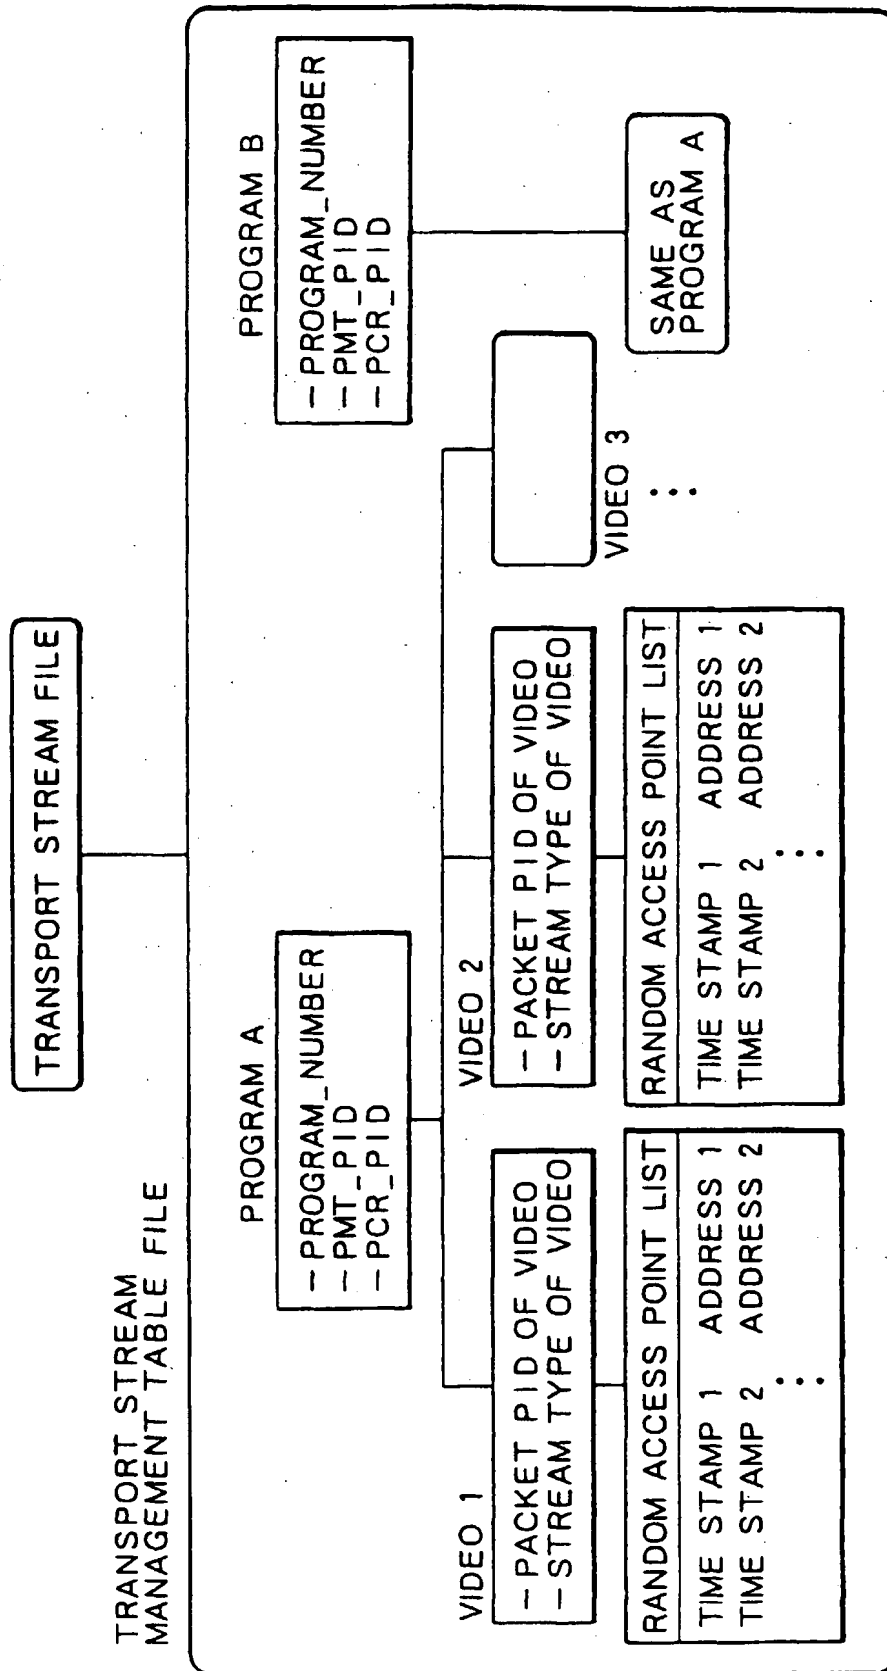 TRANSPORT STREAM FILE
TRANSPORT STREAM
MANAGEMENT TABLE FILE
PROGRAM A
– PROGRAM_NUMBER
– PMT_PID
– PCR_PID
PROGRAM B
– PROGRAM_NUMBER
– PMT_PID
– PCR_PID
VIDEO 1
– PACKET PID OF VIDEO
– STREAM TYPE OF VIDEO
RANDOM ACCESS POINT LIST
TIME STAMP 1 ADDRESS 1
TIME STAMP 2 ADDRESS 2
:
VIDEO 2
– PACKET PID OF VIDEO
– STREAM TYPE OF VIDEO
RANDOM ACCESS POINT LIST
TIME STAMP 1 ADDRESS 1
TIME STAMP 2 ADDRESS 2
:
VIDEO 3
⋮
SAME AS
PROGRAM A